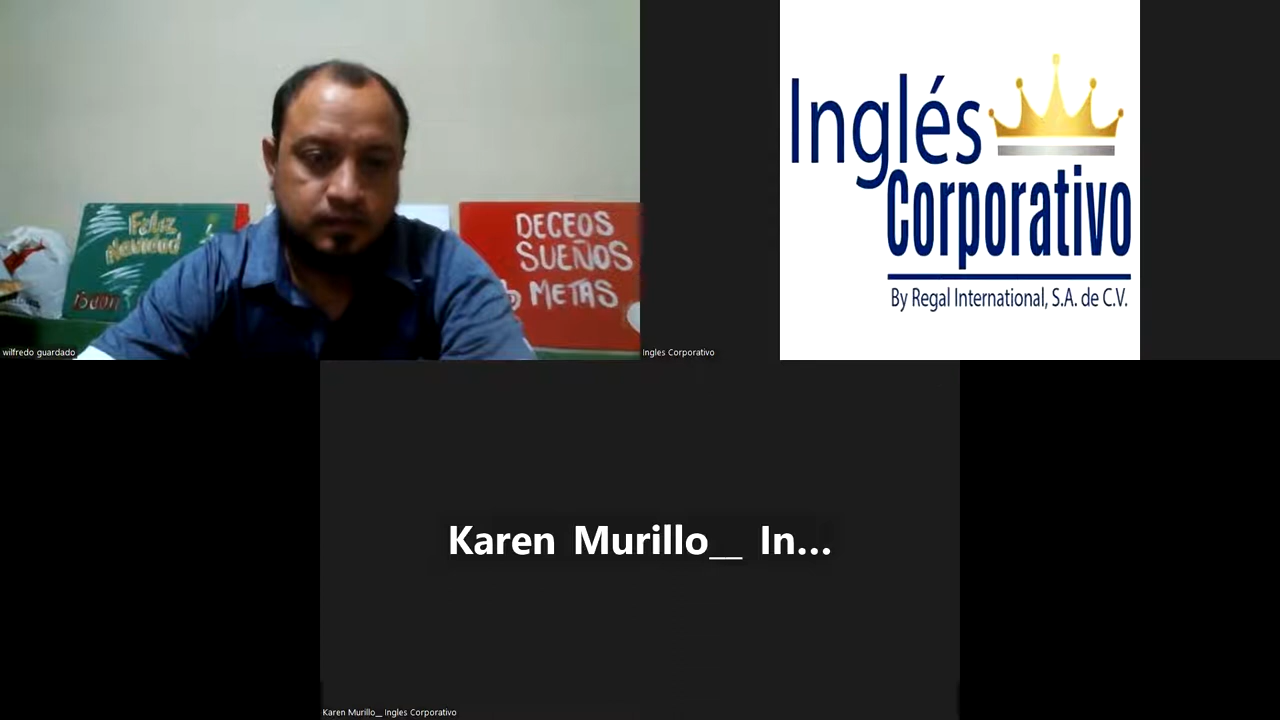 Feliz
Navidad
DECEOS
SUEÑOS
METAS
wilfredo guardado
Inglés
Corporativo
By Regal International, S.A. de C.V.
Ingles Corporativo
Karen Murillo__ In...
Karen Murillo__ Ingles Corporativo